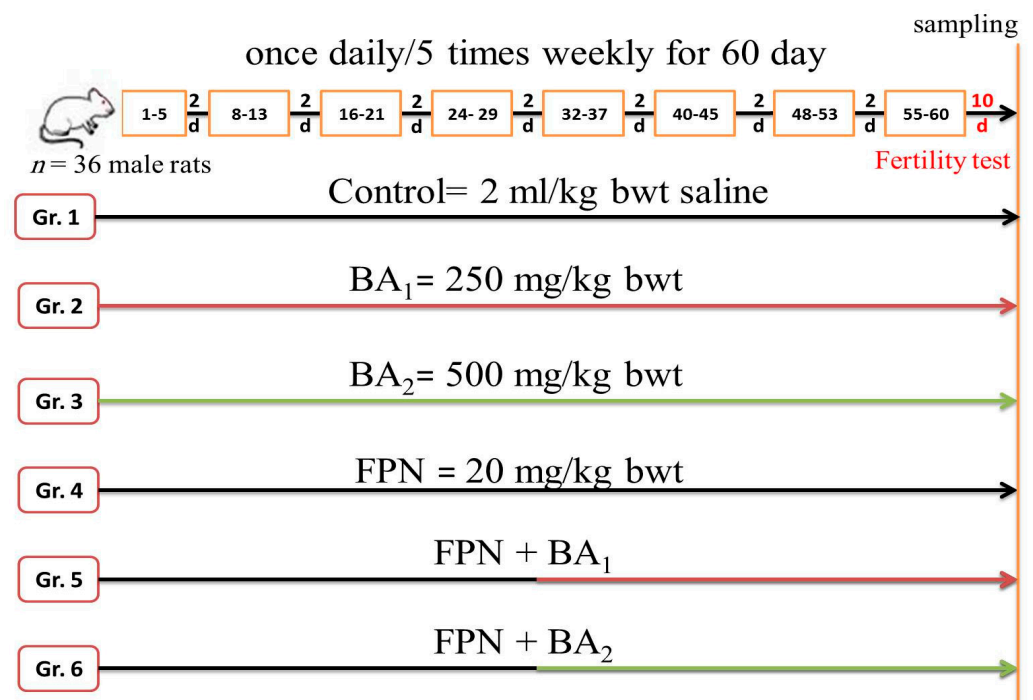 sampling
once daily/5 times weekly for 60 day
1-5 2 d 8-13 2 d 16-21 2 d 24- 29 2 d 32-37 2 d 40-45 2 d 48-53 2 d 55-60 10 d
n = 36 male rats
Fertility test
Control= 2 ml/kg bwt saline
Gr. 1
BA₁= 250 mg/kg bwt
Gr. 2
BA₂= 500 mg/kg bwt
Gr. 3
FPN = 20 mg/kg bwt
Gr. 4
FPN + BA₁
Gr. 5
FPN + BA₂
Gr. 6